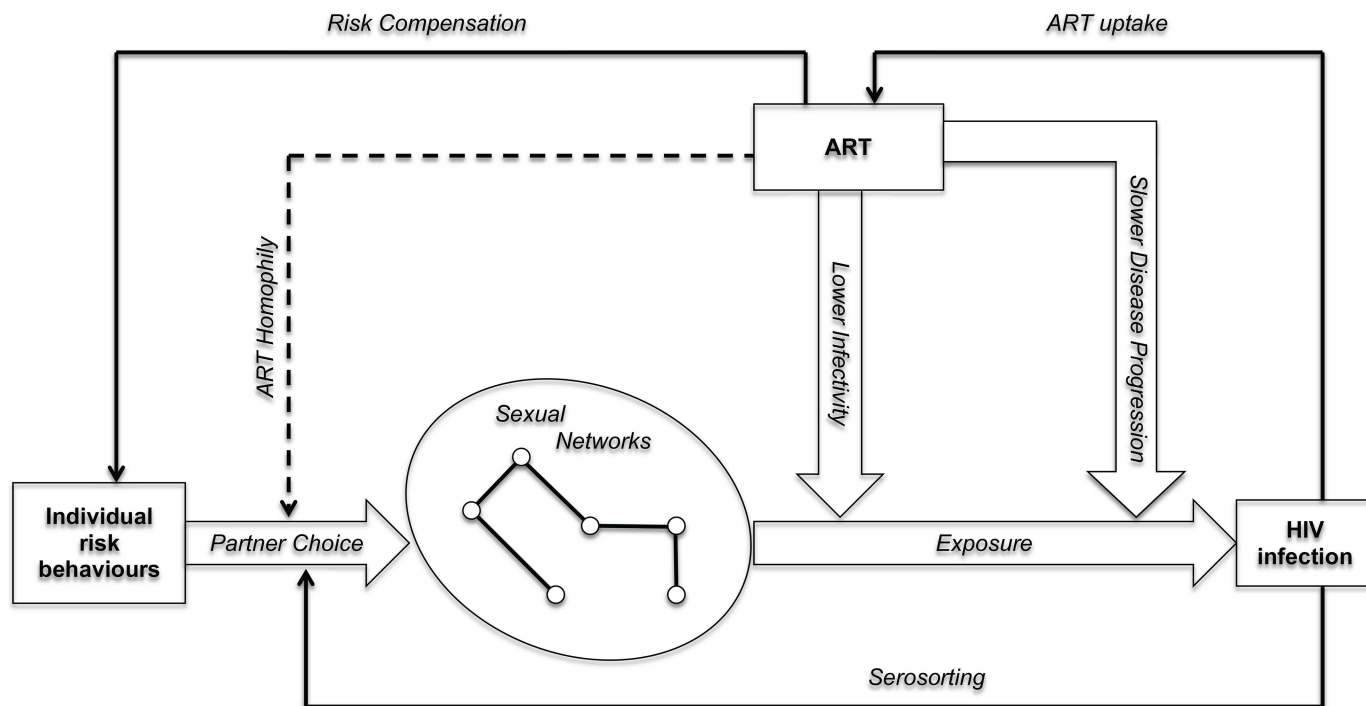 Risk Compensation
ART uptake
ART
Slower Disease Progression
Lower Infectivity
ART Homophily
Sexual
Networks
Individual
risk
behaviours
Partner Choice
Exposure
HIV
infection
Serosorting